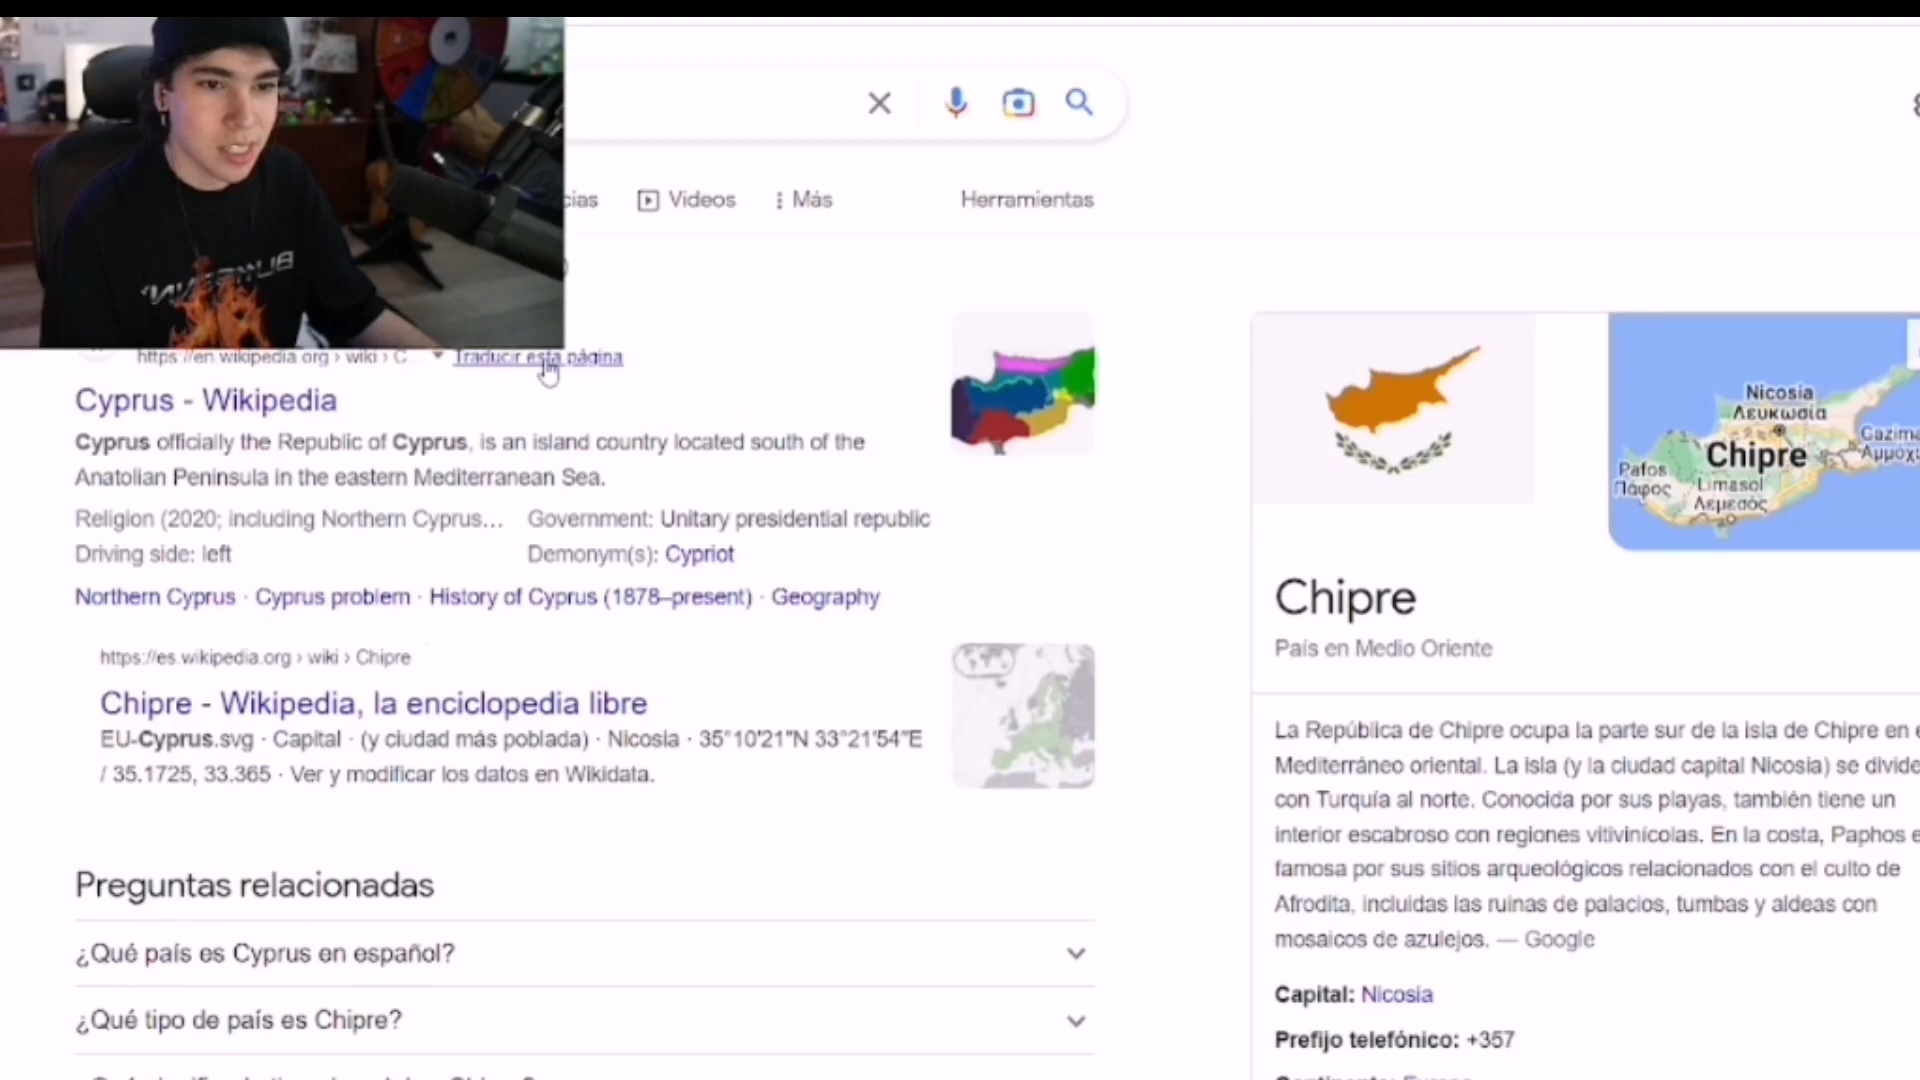 Videos
Más
Herramientas
https://en.wikipedia.org › wiki › C...
Traducir esta página
Cyprus - Wikipedia
Cyprus officially the Republic of Cyprus, is an island country located south of the
Anatolian Peninsula in the eastern Mediterranean Sea.
Religion (2020; including Northern Cyprus...
Government: Unitary presidential republic
Driving side: left
Demonym(s): Cypriot
Northern Cyprus · Cyprus problem · History of Cyprus (1878–present) · Geography
https://es.wikipedia.org › wiki › Chipre
Chipre - Wikipedia, la enciclopedia libre
EU-Cyprus.svg · Capital · (y ciudad más poblada) · Nicosia · 35°10′21″N 33°21′54″E
/ 35.1725, 33.365 · Ver y modificar los datos en Wikidata.
Preguntas relacionadas
¿Qué país es Cyprus en español?
¿Qué tipo de país es Chipre?
Nicosia
Λευκωσία
Chipre
Pafos
Πάφος
Limasol
Λεμεσός
Chipre
País en Medio Oriente
La República de Chipre ocupa la parte sur de la isla de Chipre en e
Mediterráneo oriental. La isla (y la ciudad capital Nicosia) se divide
con Turquía al norte. Conocida por sus playas, también tiene un
interior escabroso con regiones vitivinícolas. En la costa, Paphos e
famosa por sus sitios arqueológicos relacionados con el culto de
Afrodita, incluidas las ruinas de palacios, tumbas y aldeas con
mosaicos de azulejos. — Google
Capital: Nicosia
Prefijo telefónico: +357